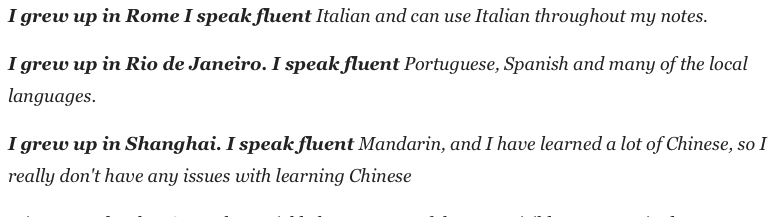 I grew up in Rome I speak fluent Italian and can use Italian throughout my notes.
I grew up in Rio de Janeiro. I speak fluent Portuguese, Spanish and many of the local
languages.
I grew up in Shanghai. I speak fluent Mandarin, and I have learned a lot of Chinese, so I
really don't have any issues with learning Chinese